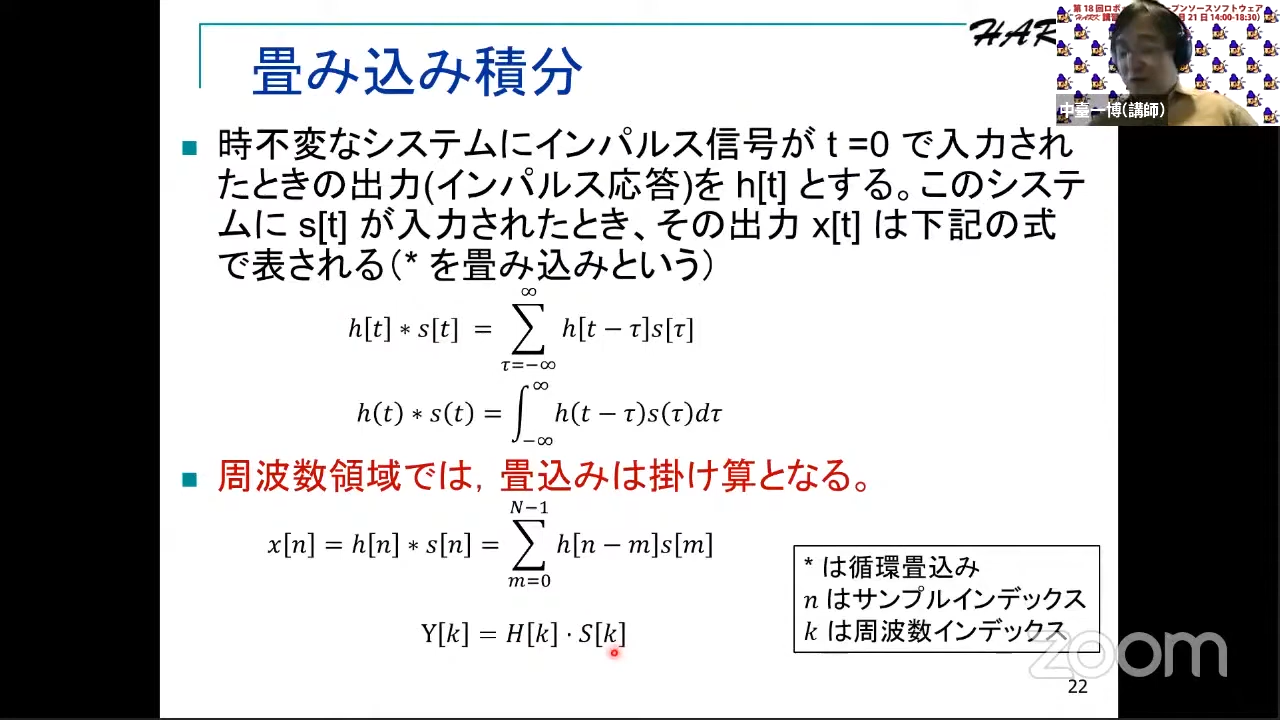 畳み込み積分
HAR
第 18 回ロボ
プンソースソフトウェア
HARK 講習
月 21 日 14:00-18:30)
中臺一博(講師)
■ 時不変なシステムにインパルス信号が t =0 で入力され
たときの出力(インパルス応答)を h[t] とする。このシステ
ムに s[t] が入力されたとき、その出力 x[t] は下記の式
で表される(* を畳み込みという)
h[t] ∗ s[t] = ∑_{τ=−∞}^{∞} h[t − τ]s[τ]
h(t) ∗ s(t) = ∫_{−∞}^{∞} h(t − τ)s(τ)dτ
■ 周波数領域では, 畳込みは掛け算となる。
x[n] = h[n] ∗ s[n] = ∑_{m=0}^{N−1} h[n − m]s[m]
Y[k] = H[k] · S[k]
* は循環畳込み
n はサンプルインデックス
k は周波数インデックス
zoom
22